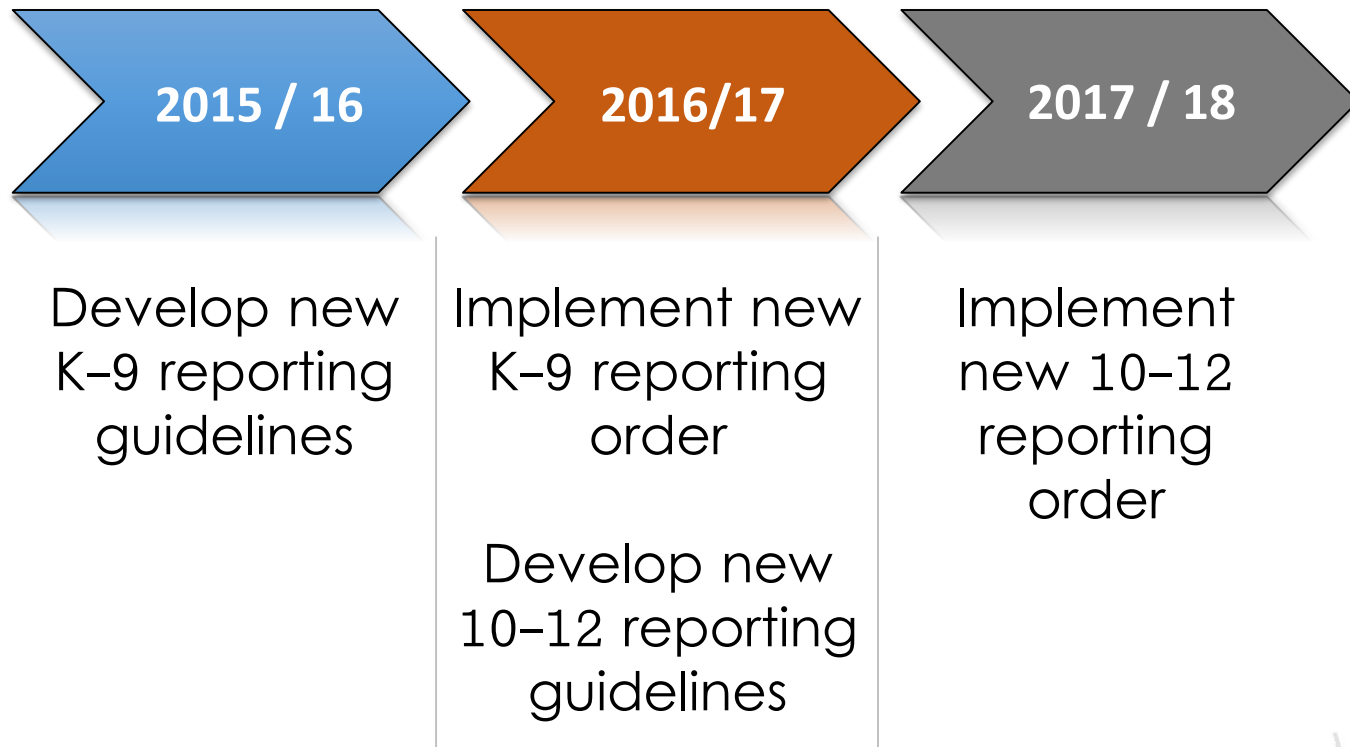 2015 / 16
2016/17
2017 / 18
Develop new
K–9 reporting
guidelines
Implement new
K–9 reporting
order
Develop new
10–12 reporting
guidelines
Implement
new 10–12
reporting
order